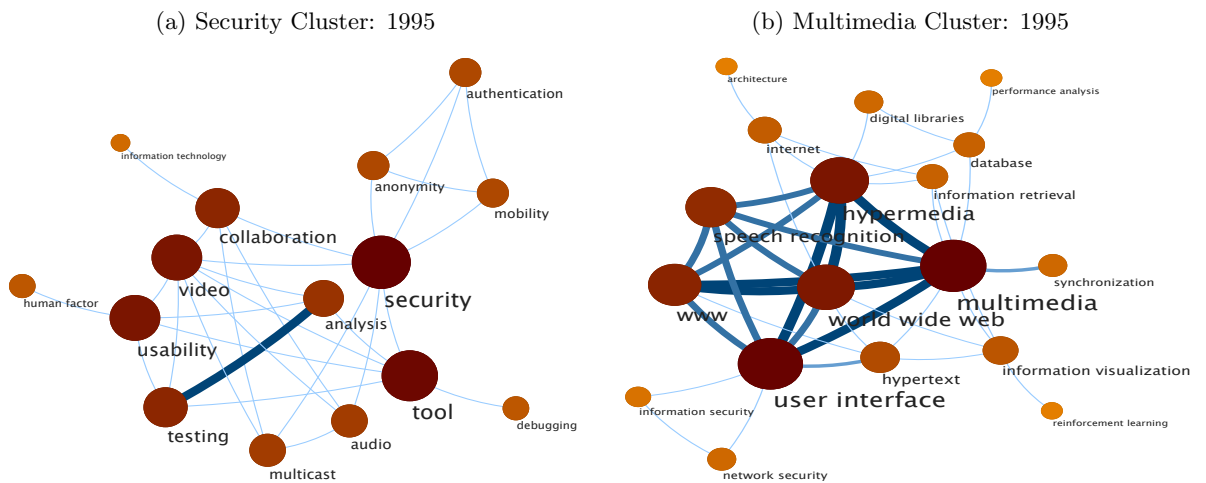 (a) Security Cluster: 1995
authentication
information technology
anonymity
mobility
collaboration
video
security
human factor
analysis
usability
tool
testing
debugging
audio
multicast
(b) Multimedia Cluster: 1995
architecture
performance analysis
digital libraries
internet
database
information retrieval
hypermedia
speech recognition
synchronization
multimedia
www
world wide web
information visualization
hypertext
user interface
information security
reinforcement learning
network security